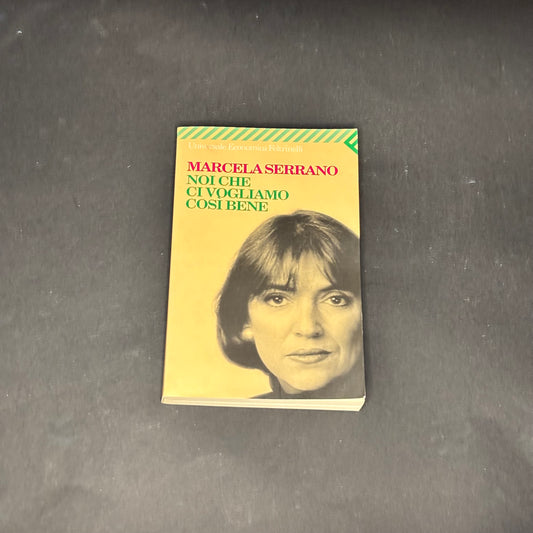 Universale Economica Feltrinelli
MARCELA SERRANO
NOI CHE
CI VOGLIAMO
COSÌ BENE